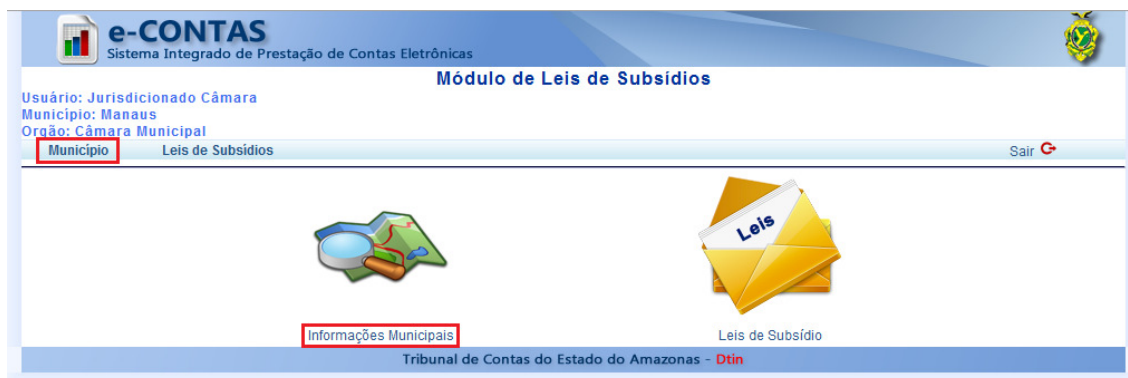 e-CONTAS
Sistema Integrado de Prestação de Contas Eletrônicas
Módulo de Leis de Subsídios
Usuário: Jurisdicionado Câmara
Município: Manaus
Orgão: Câmara Municipal
Município Leis de Subsídios Sair
Leis
Informações Municipais Leis de Subsídio
Tribunal de Contas do Estado do Amazonas - Dtin